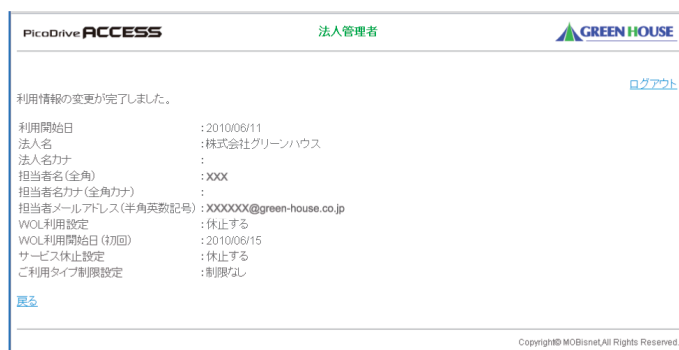 PicoDrive ACCESS 法人管理者 GREEN HOUSE
ログアウト
利用情報の変更が完了しました。
利用開始日 :2010/06/11
法人名 :株式会社グリーンハウス
法人名カナ :
担当者名(全角) :XXX
担当者名カナ(全角カナ) :
担当者メールアドレス(半角英数記号) :XXXXXX@green-house.co.jp
WOL利用設定 :休止する
WOL利用開始日(初回) :2010/06/15
サービス休止設定 :休止する
ご利用タイプ制限設定 :制限なし
戻る
Copyright© MOBisnet,All Rights Reserved.